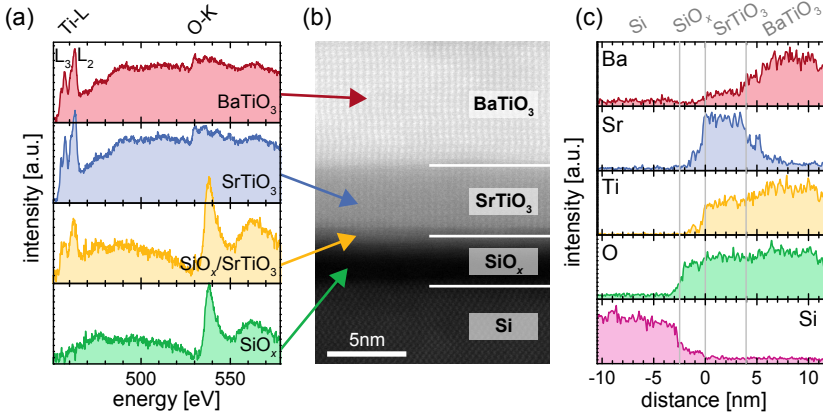 (a)
Ti-L
O-K
L3
L2
BaTiO3
SrTiO3
SiOx/SrTiO3
SiOx
intensity [a.u.]
500
550
energy [eV]
(b)
BaTiO3
SrTiO3
SiOx
Si
5nm
(c)
Si
SiOx
SrTiO3
BaTiO3
Ba
Sr
Ti
O
Si
intensity [a.u.]
-10
-5
0
5
10
distance [nm]